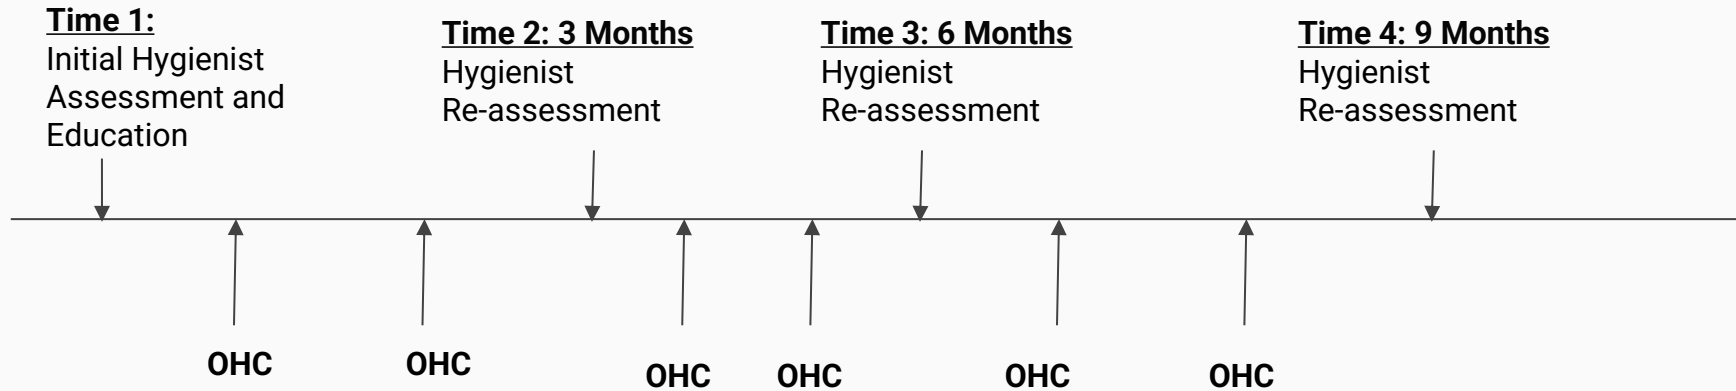 Time 1:
Initial Hygienist
Assessment and
Education
Time 2: 3 Months
Hygienist
Re-assessment
Time 3: 6 Months
Hygienist
Re-assessment
Time 4: 9 Months
Hygienist
Re-assessment
OHC
OHC
OHC
OHC
OHC
OHC